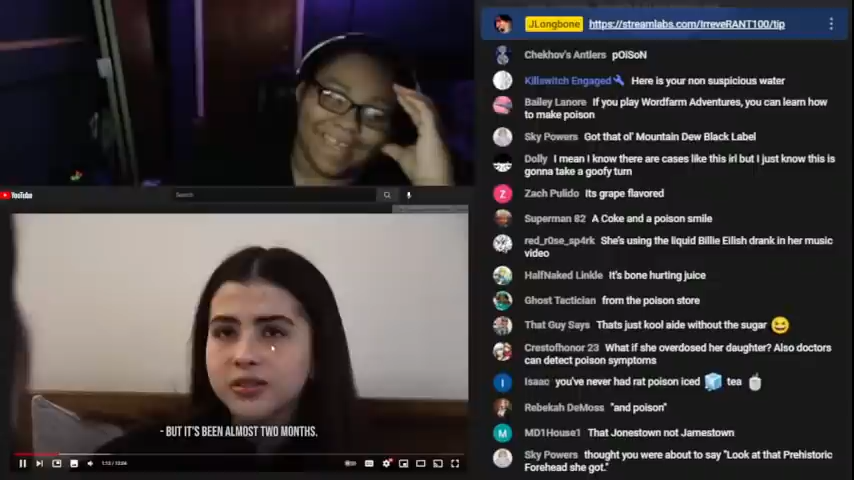 JLongbone https://streamlabs.com/IrreveRANT100/tip
Chekhov's Antlers pOiSoN
Killswitch Engaged Here is your non suspicious water
Bailey Lanore If you play Wordfarm Adventures, you can learn how
to make poison
Sky Powers Got that ol' Mountain Dew Black Label
Dolly I mean I know there are cases like this irl but I just know this is
gonna take a goofy turn
Z
Zach Pulido Its grape flavored
Superman 82 A Coke and a poison smile
red_r0se_sp4rk She's using the liquid Billie Eilish drank in her music
video
HalfNaked Linkle It's bone hurting juice
Ghost Tactician from the poison store
That Guy Says Thats just kool aide without the sugar
Crestofhonor 23 What if she overdosed her daughter? Also doctors
can detect poison symptoms
I
Isaac you've never had rat poison iced tea
Rebekah DeMoss "and poison"
M
MD1House1 That Jonestown not Jamestown
Sky Powers thought you were about to say "Look at that Prehistoric
Forehead she got."
YouTube
Search
- BUT IT'S BEEN ALMOST TWO MONTHS.